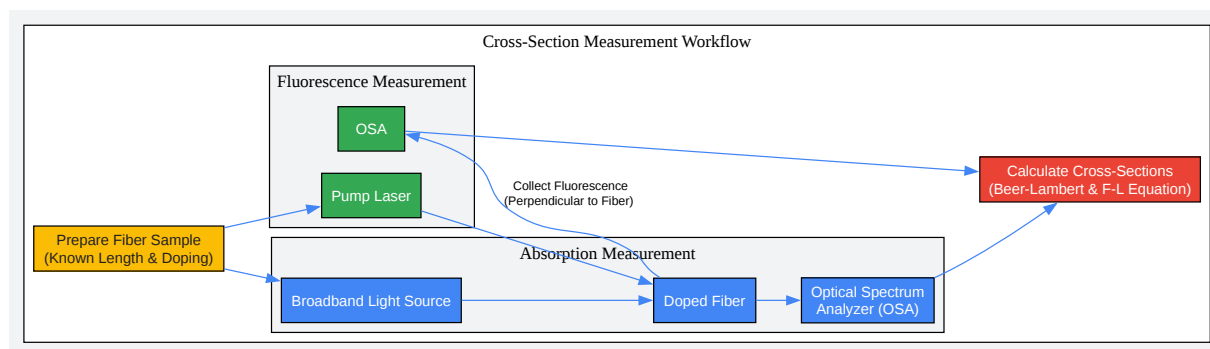 Cross-Section Measurement Workflow
Fluorescence Measurement
OSA
Pump Laser
Collect Fluorescence
(Perpendicular to Fiber)
Calculate Cross-Sections
(Beer-Lambert & F-L Equation)
Prepare Fiber Sample
(Known Length & Doping)
Absorption Measurement
Broadband Light Source
Doped Fiber
Optical Spectrum
Analyzer (OSA)